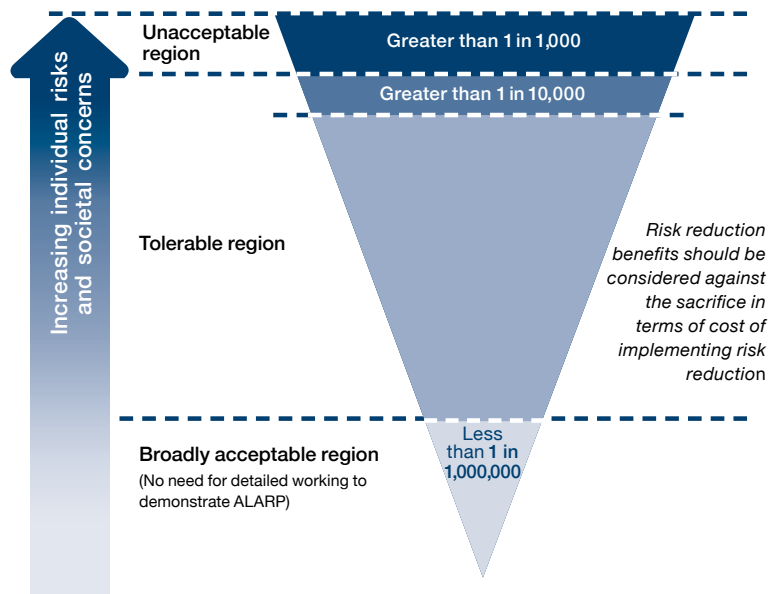 Increasing individual risks
and societal concerns
Unacceptable
region
Greater than 1 in 1,000
Greater than 1 in 10,000
Tolerable region
Risk reduction
benefits should be
considered against
the sacrifice in
terms of cost of
implementing risk
reduction
Broadly acceptable region
(No need for detailed working to
demonstrate ALARP)
Less
than 1 in
1,000,000